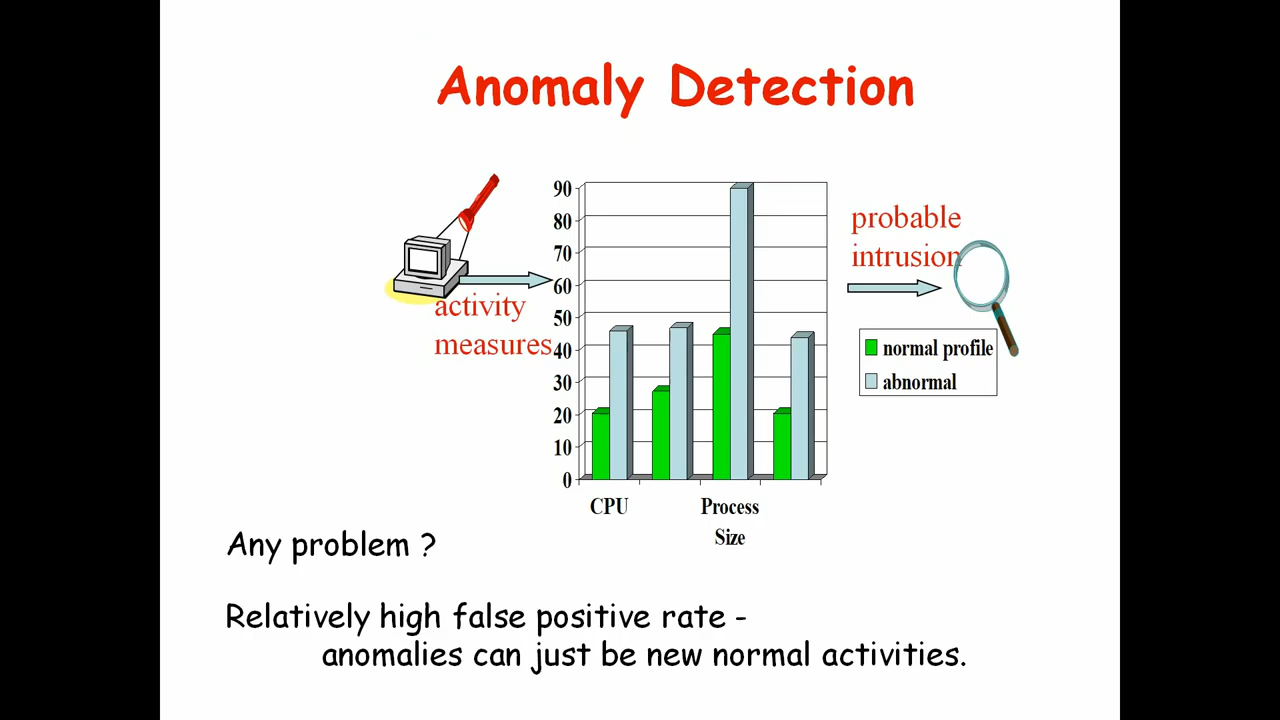 Anomaly Detection
activity
measures
90
80
70
60
50
40
30
20
10
0
CPU
Process
Size
probable
intrusion
normal profile
abnormal
Any problem ?
Relatively high false positive rate -
anomalies can just be new normal activities.